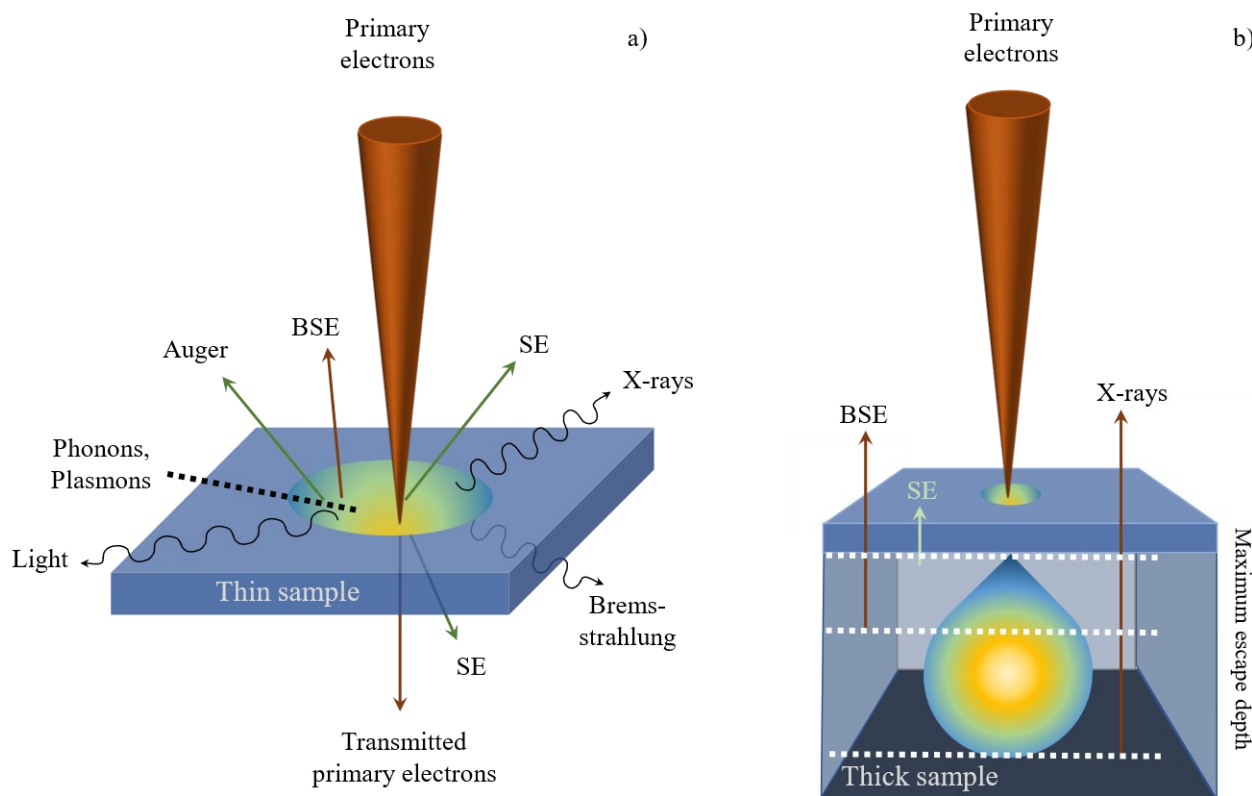 Primary
electrons
a)
BSE
SE
Auger
X-rays
Phonons,
Plasmons
Light
Thin sample
Brems-
strahlung
SE
Transmitted
primary electrons
Primary
electrons
b)
BSE
X-rays
SE
Maximum escape depth
Thick sample